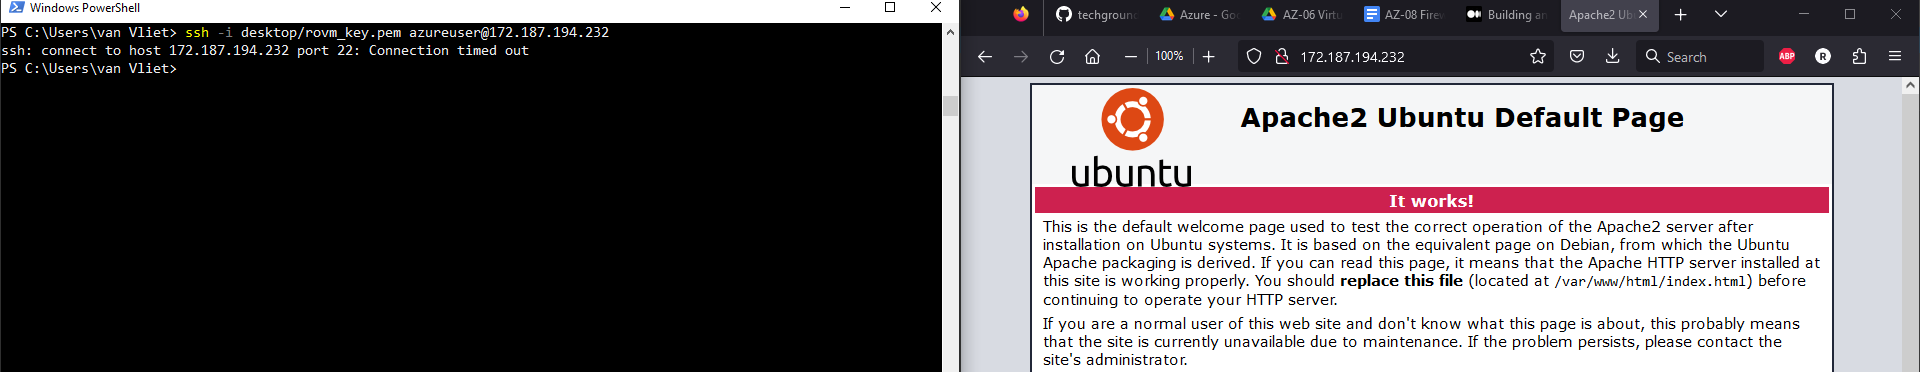 Windows PowerShell
PS C:\Users\van Vliet> ssh -i desktop/rovm_key.pem azureuser@172.187.194.232
ssh: connect to host 172.187.194.232 port 22: Connection timed out
PS C:\Users\van Vliet>
techground
Azure - Goo
AZ-06 Virtu
AZ-08 Firew
Building an
Apache2 Ub
100%
172.187.194.232
Search
ABP
R
Apache2 Ubuntu Default Page
ubuntu
It works!
This is the default welcome page used to test the correct operation of the Apache2 server after
installation on Ubuntu systems. It is based on the equivalent page on Debian, from which the Ubuntu
Apache packaging is derived. If you can read this page, it means that the Apache HTTP server installed at
this site is working properly. You should replace this file (located at /var/www/html/index.html) before
continuing to operate your HTTP server.
If you are a normal user of this web site and don't know what this page is about, this probably means
that the site is currently unavailable due to maintenance. If the problem persists, please contact the
site's administrator.